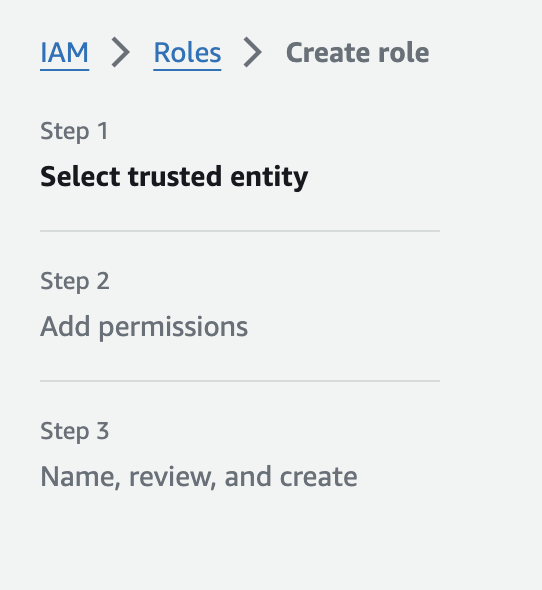 IAM > Roles > Create role
Step 1
Select trusted entity
Step 2
Add permissions
Step 3
Name, review, and create